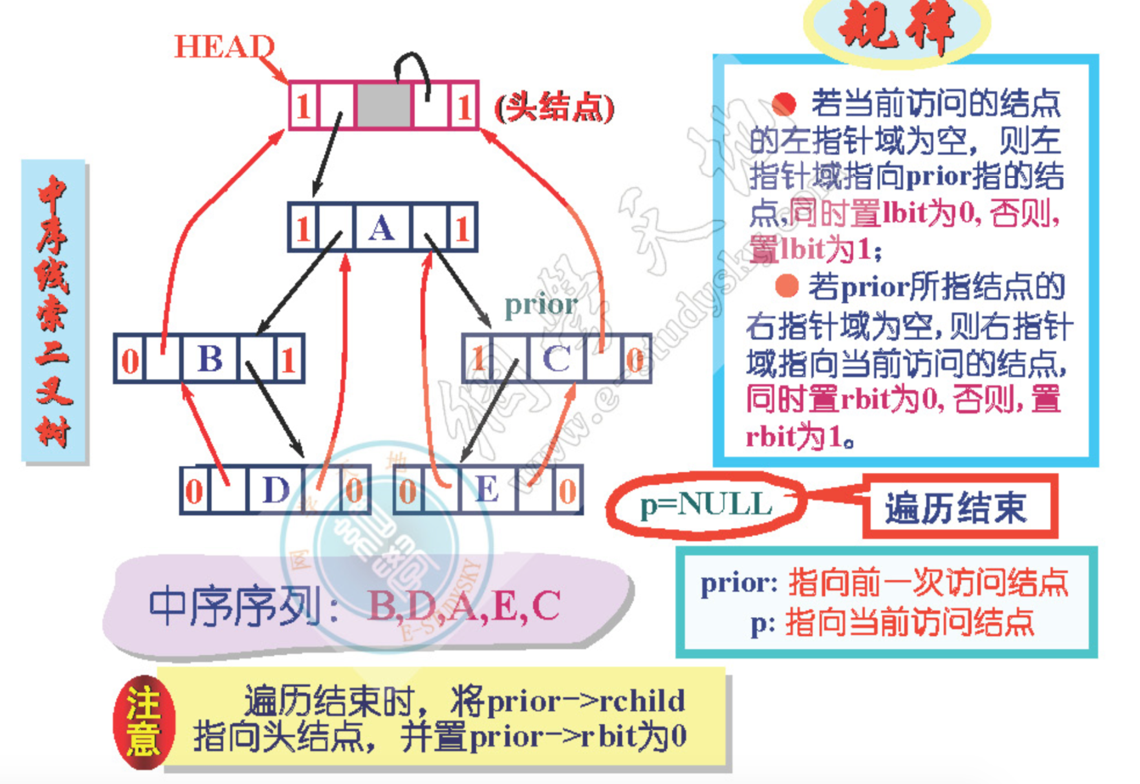 规律
HEAD
1 1 (头结点)
中序线索二叉树
1 A 1
prior
0 B 1
1 C 0
0 D 0
0 E 0
● 若当前访问的结点
的左指针域为空, 则左
指针域指向prior指的结
点,同时置lbit为0, 否则,
置lbit为1;
● 若prior所指结点的
右指针域为空,则右指针
域指向当前访问的结点,
同时置rbit为0, 否则, 置
rbit为1。
p=NULL
遍历结束
prior: 指向前一次访问结点
p: 指向当前访问结点
中序序列: B,D,A,E,C
注意
遍历结束时, 将prior->rchild
指向头结点, 并置prior->rbit为0
网学天地
www.e-studysky.com
E-STUDYSKY